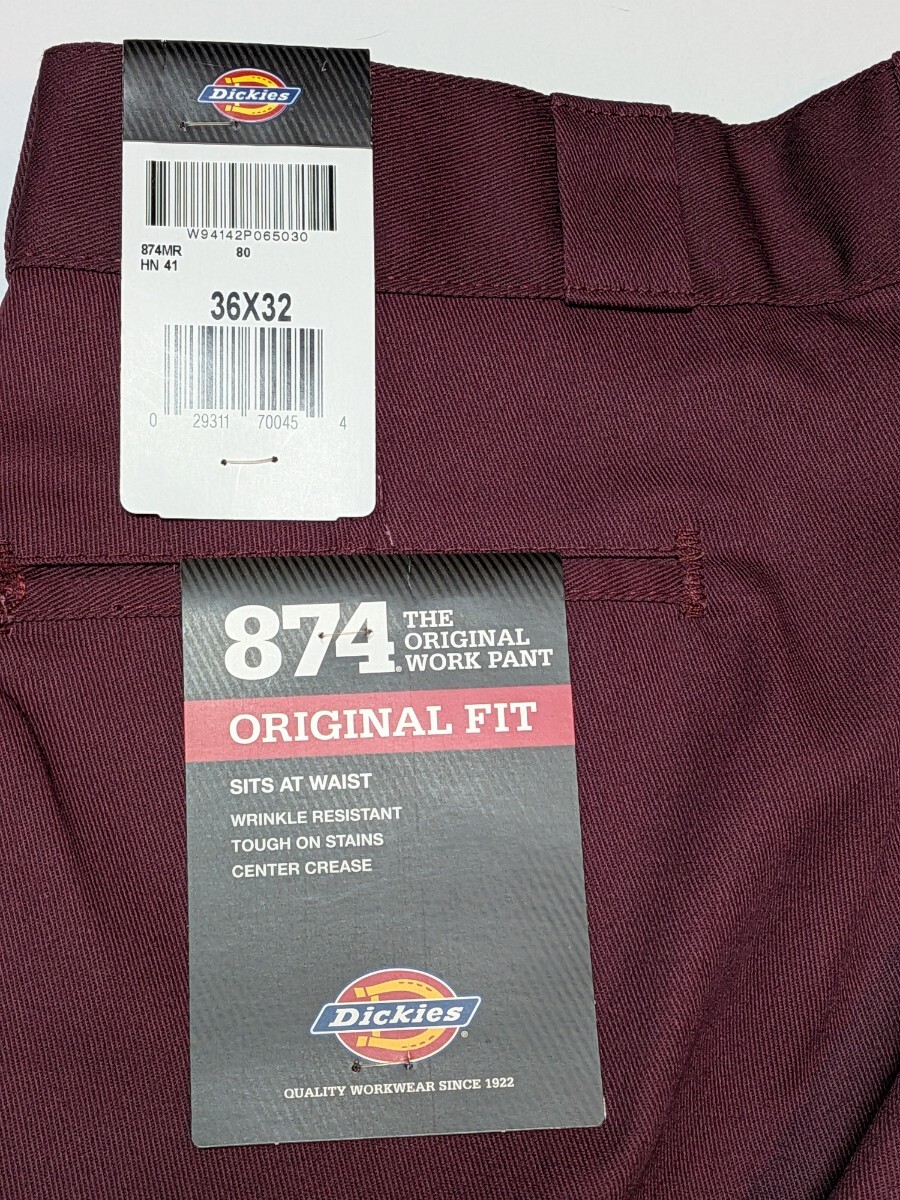 Dickies
W94142P065030
874MR 80
HN 41
36X32
0 29311 70045 4
874® THE
ORIGINAL
WORK PANT
ORIGINAL FIT
SITS AT WAIST
WRINKLE RESISTANT
TOUGH ON STAINS
CENTER CREASE
Dickies®
QUALITY WORKWEAR SINCE 1922